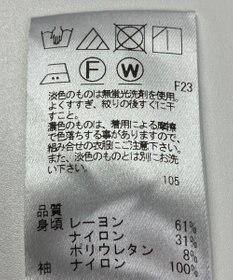 F
W
F23
淡色のものは無蛍光洗剤を使用。
よくすすぎ、絞りの後すぐに干
すこと。
濃色のものは、着用による摩擦
で色落ちする事がありますので、
組み合せの衣服にご注意下さい。
また、淡色のものとは別にお洗
い下さい。
105
品質
身頃 レーヨン 61%
ナイロン 31%
ポリウレタン 8%
袖 ナイロン 100%